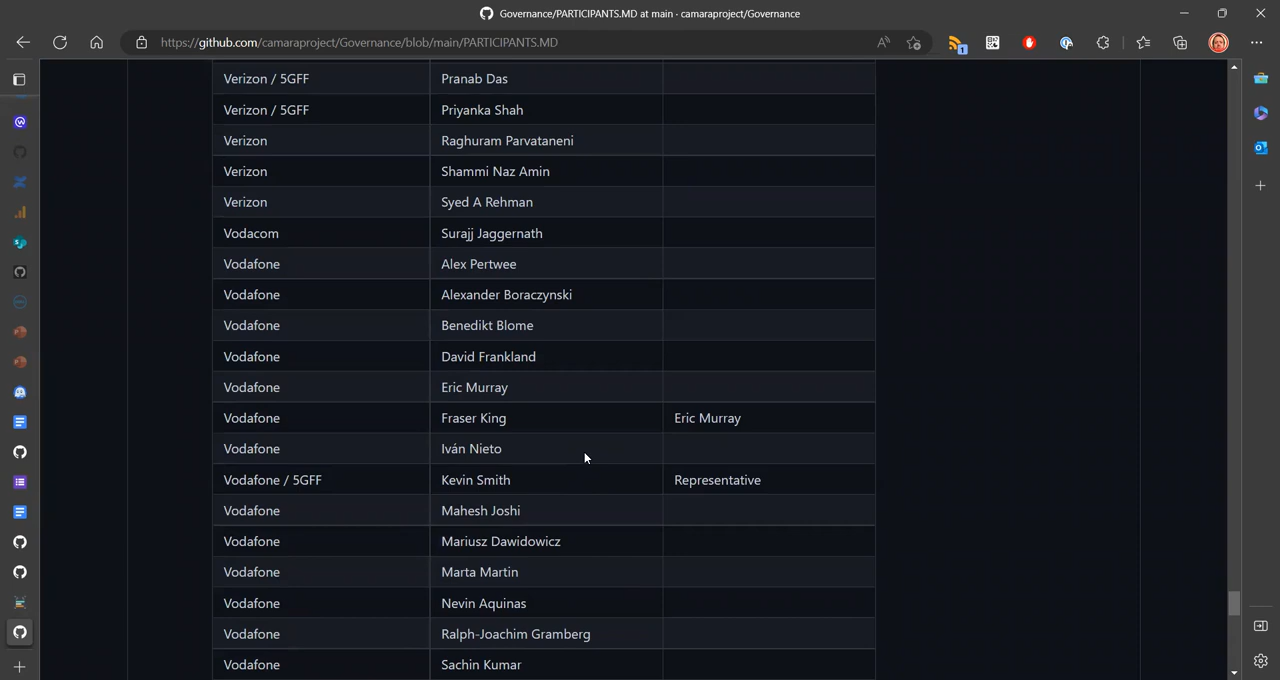 Governance/PARTICIPANTS.MD at main · camaraproject/Governance
https://github.com/camaraproject/Governance/blob/main/PARTICIPANTS.MD
1
Verizon / 5GFF Pranab Das
Verizon / 5GFF Priyanka Shah
Verizon Raghuram Parvataneni
Verizon Shammi Naz Amin
Verizon Syed A Rehman
Vodacom Surajj Jaggernath
Vodafone Alex Pertwee
Vodafone Alexander Boraczynski
Vodafone Benedikt Blome
Vodafone David Frankland
Vodafone Eric Murray
Vodafone Fraser King Eric Murray
Vodafone Iván Nieto
Vodafone / 5GFF Kevin Smith Representative
Vodafone Mahesh Joshi
Vodafone Mariusz Dawidowicz
Vodafone Marta Martin
Vodafone Nevin Aquinas
Vodafone Ralph-Joachim Gramberg
Vodafone Sachin Kumar